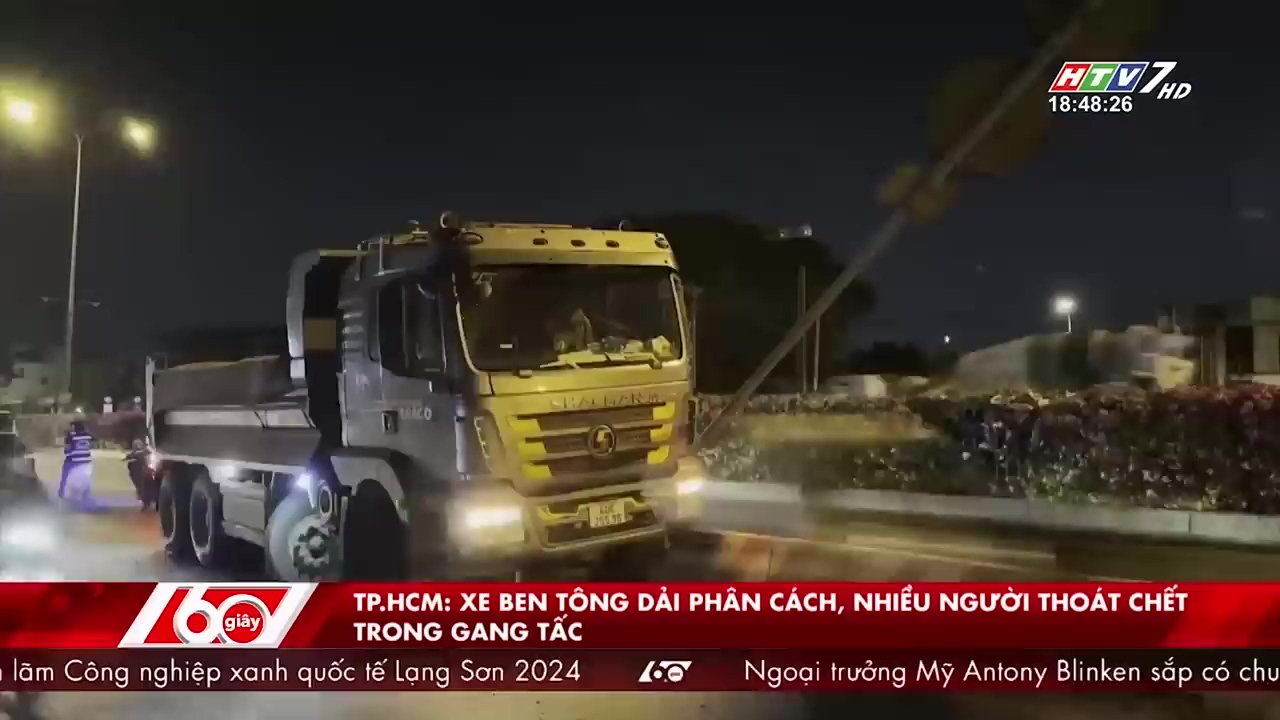 HTV7 HD
18:48:26
60 giây
TP.HCM: XE BEN TÔNG DẢI PHÂN CÁCH, NHIỀU NGƯỜI THOÁT CHẾT
TRONG GANG TẤC
lãm Công nghiệp xanh quốc tế Lạng Sơn 2024 60 giây Ngoại trưởng Mỹ Antony Blinken sắp có chu